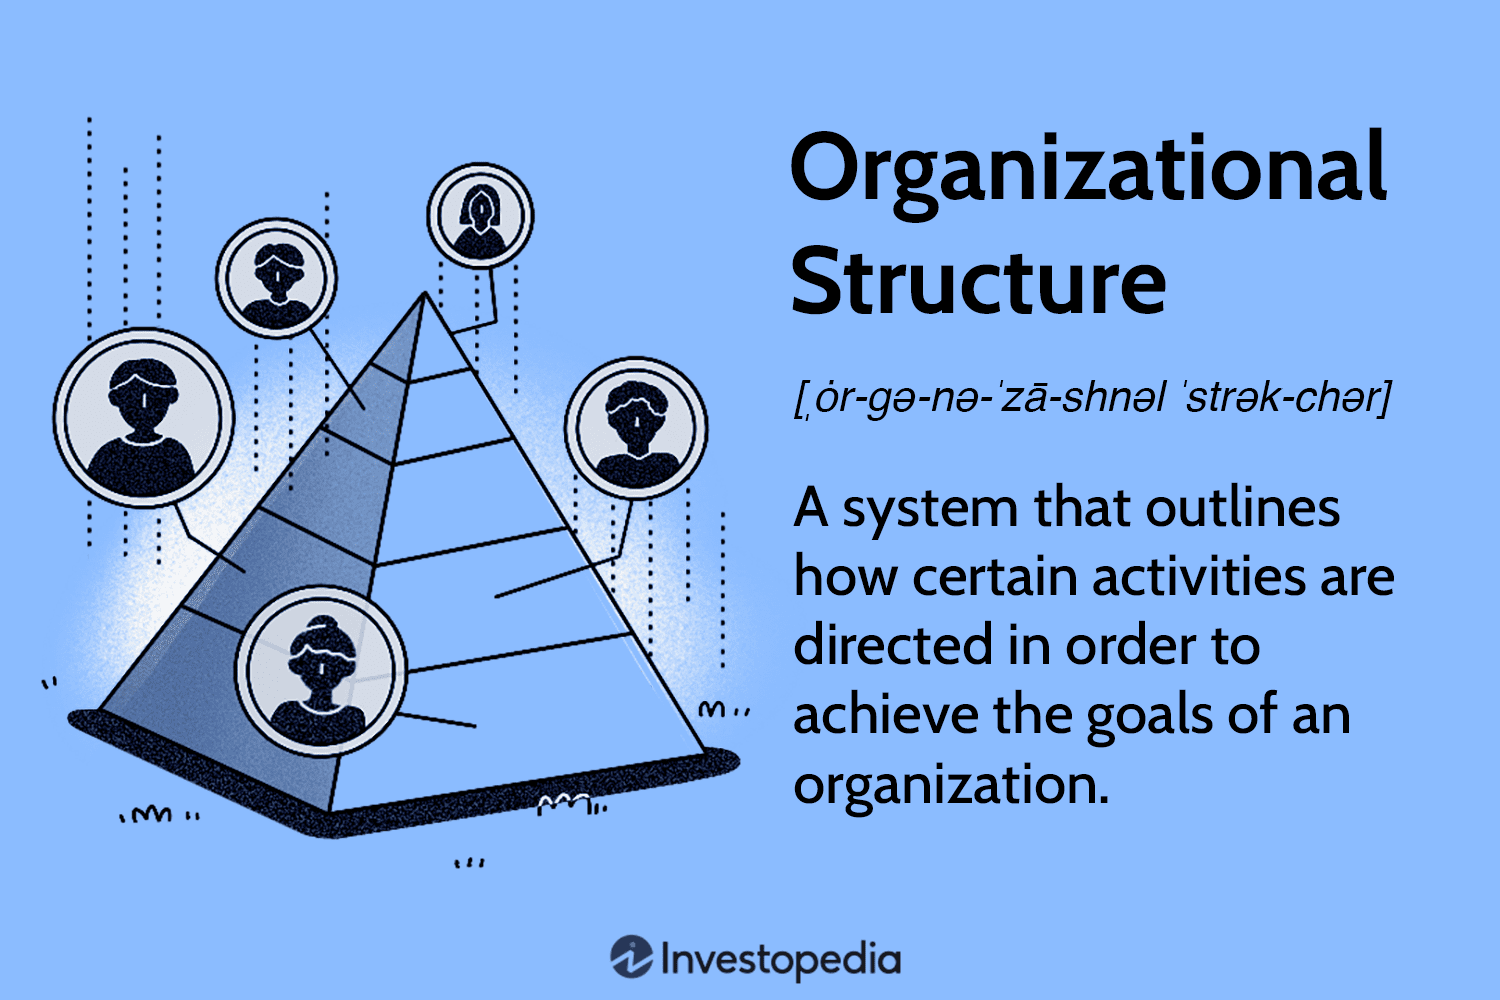 Organizational
Structure
[ˌȯr-gə-nə-ˈzā-shnəl ˈstrək-chər]
A system that outlines
how certain activities are
directed in order to
achieve the goals of an
organization.
Investopedia